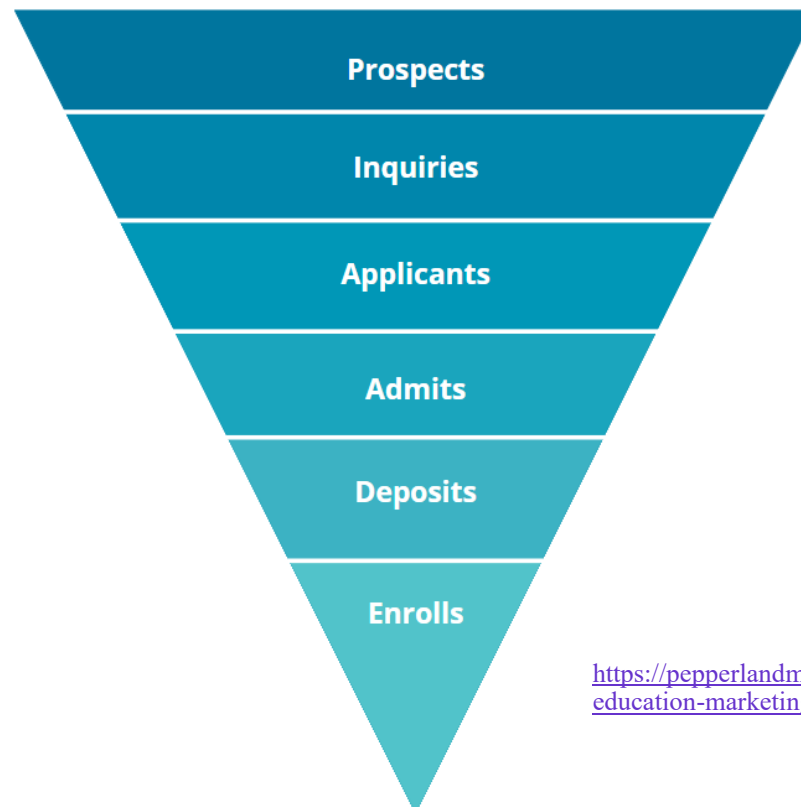 Prospects
Inquiries
Applicants
Admits
Deposits
Enrolls
https://pepperlandm
education-marketin